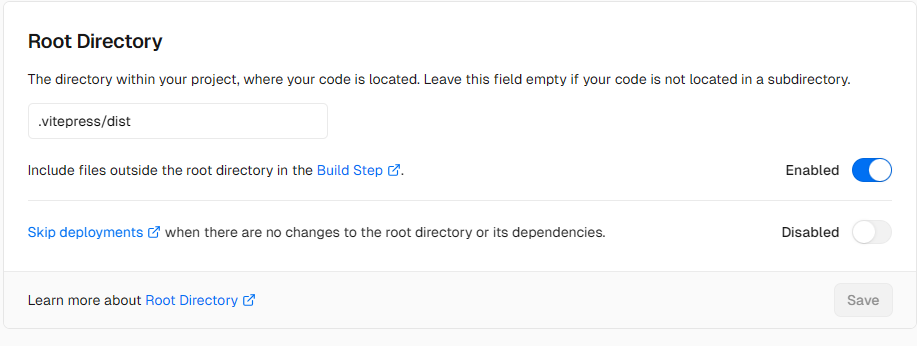 Root Directory
The directory within your project, where your code is located. Leave this field empty if your code is not located in a subdirectory.
.vitepress/dist
Include files outside the root directory in the Build Step. Enabled
Skip deployments when there are no changes to the root directory or its dependencies. Disabled
Learn more about Root Directory Save